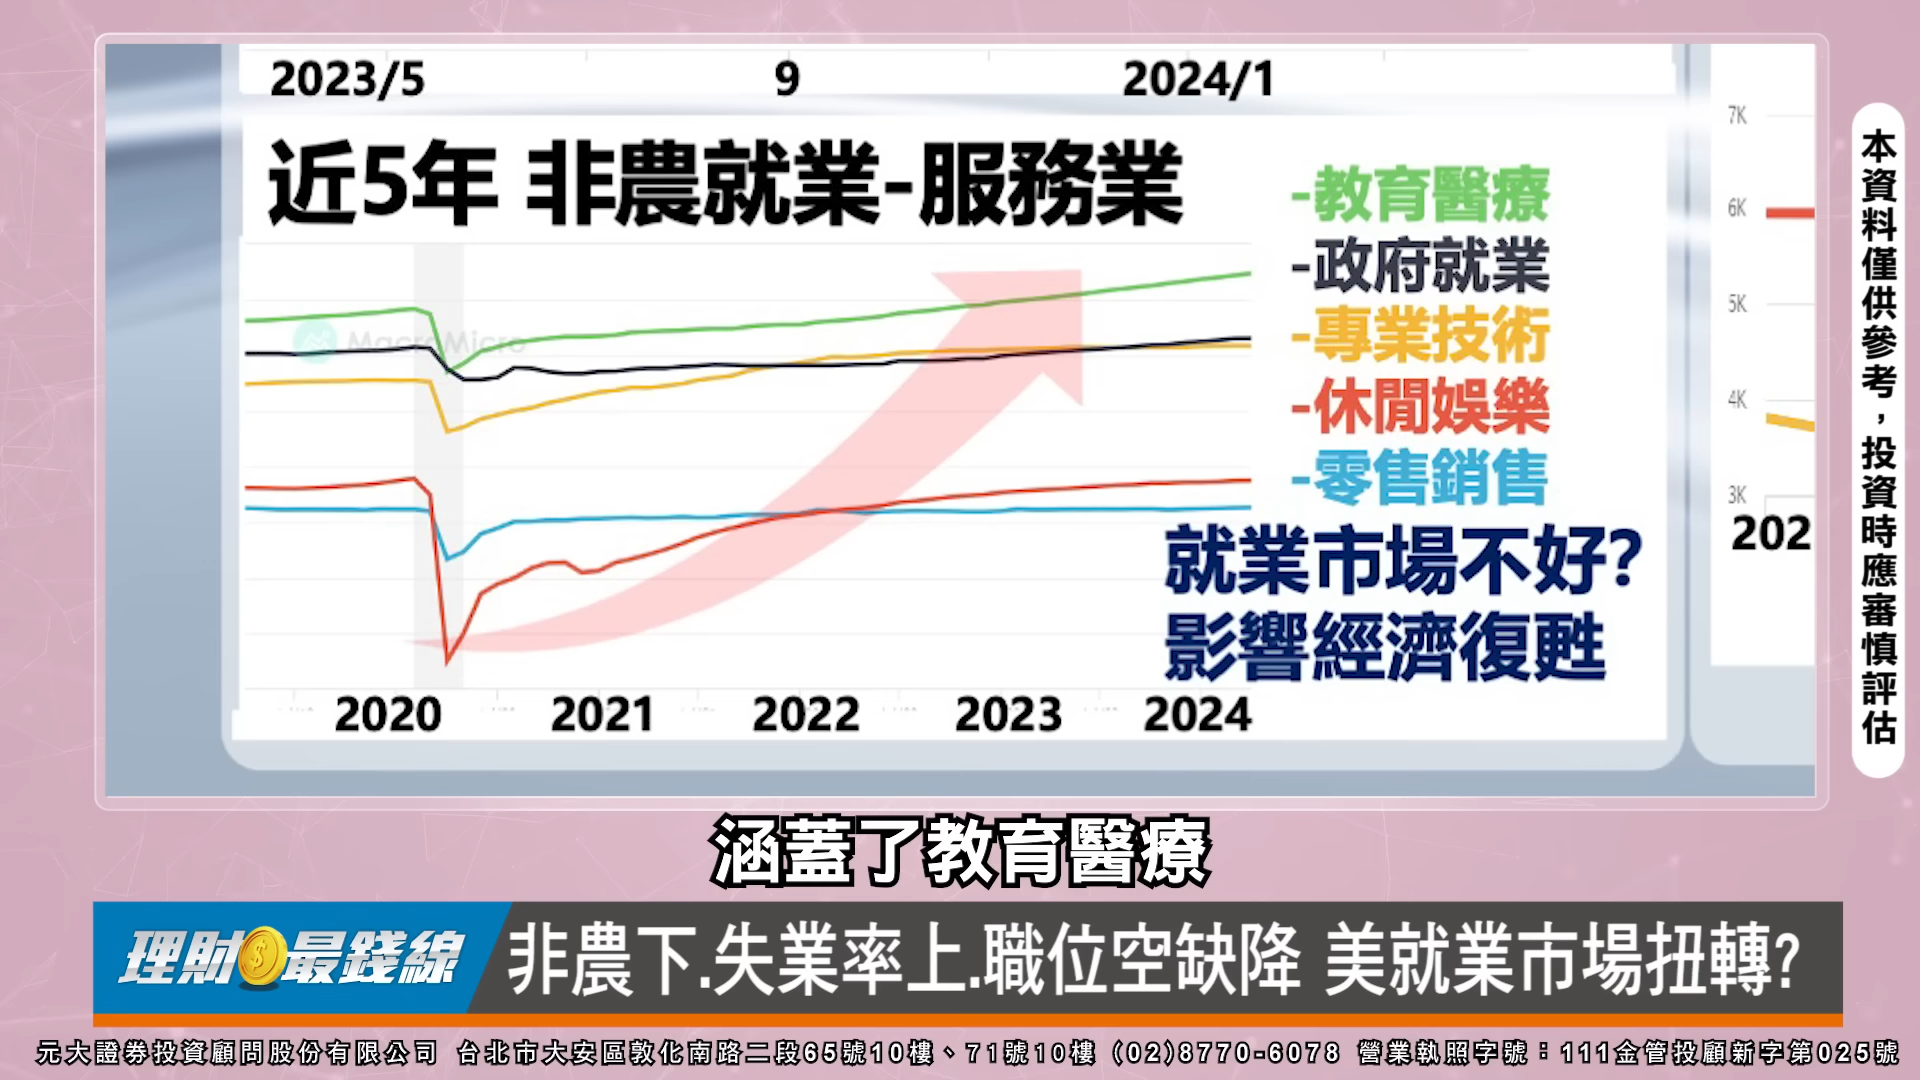 2023/5 9 2024/1
近5年 非農就業-服務業
-教育醫療
-政府就業
-專業技術
-休閒娛樂
-零售銷售
MacroMicro
就業市場不好?
影響經濟復甦
2020 2021 2022 2023 2024
7K
6K
5K
4K
3K
202
本資料僅供參考，投資時應審慎評估
涵蓋了教育醫療
理財最錢線
非農下.失業率上.職位空缺降 美就業市場扭轉?
元大證券投資顧問股份有限公司 台北市大安區敦化南路二段65號10樓、71號10樓 (02)8770-6078 營業執照字號：111金管投顧新字第025號